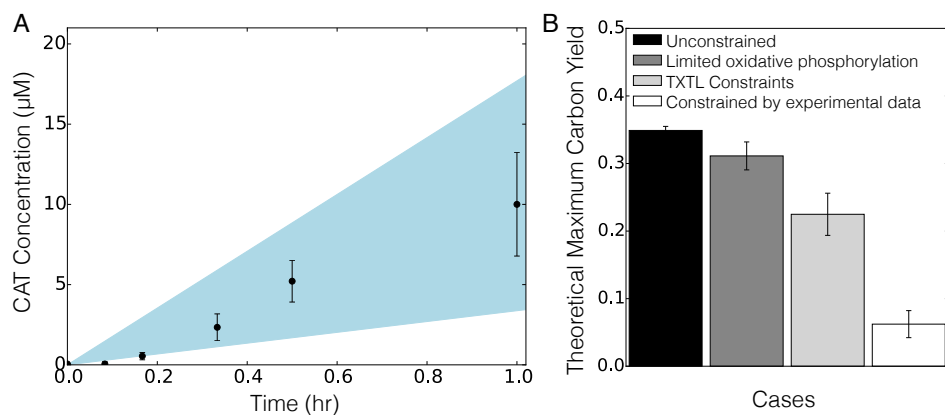 A
CAT Concentration (μM)
20
15
10
5
0
0.0
0.2
0.4
0.6
0.8
1.0
Time (hr)
B
Theoretical Maximum Carbon Yield
0.5
0.4
0.3
0.2
0.1
0.0
Unconstrained
Limited oxidative phosphorylation
TXTL Constraints
Constrained by experimental data
Cases